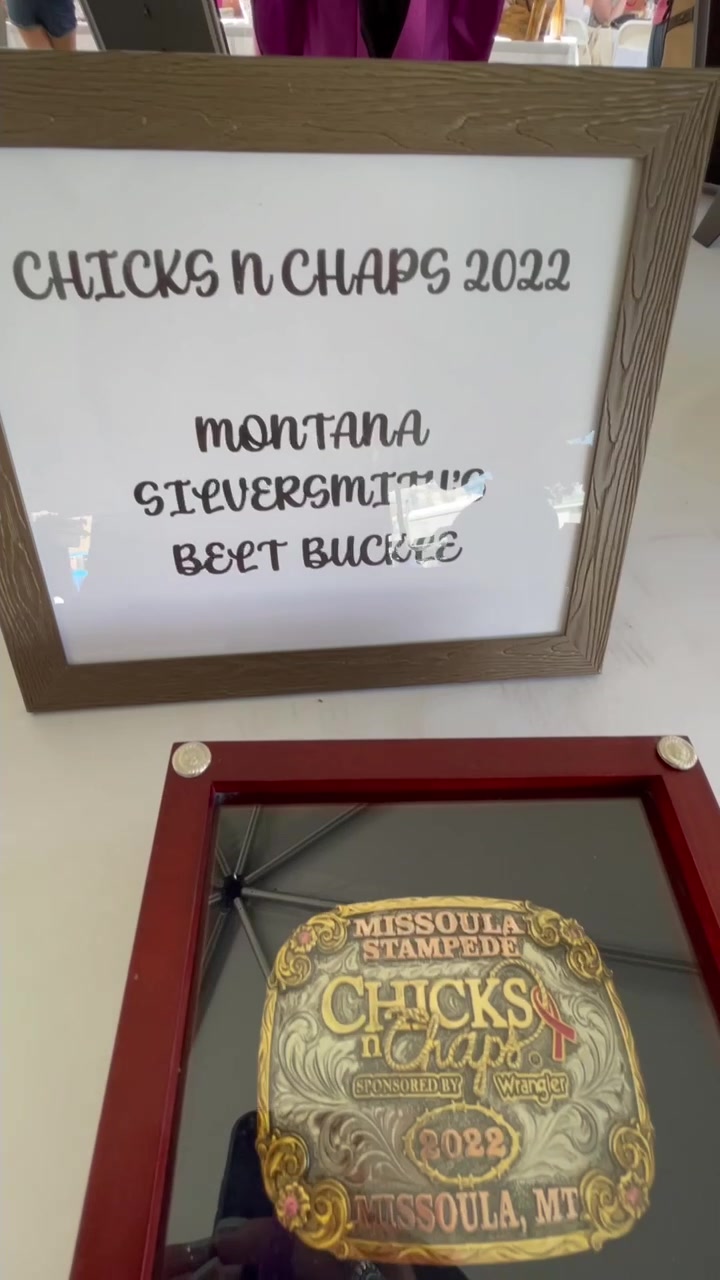 CHICKS n CHAPS 2022
MONTANA
SILVERSMITH'S
BELT BUCKLE
MISSOULA
STAMPEDE
CHICKS
n Chaps
SPONSORED BY Wrangler
2022
MISSOULA, MT